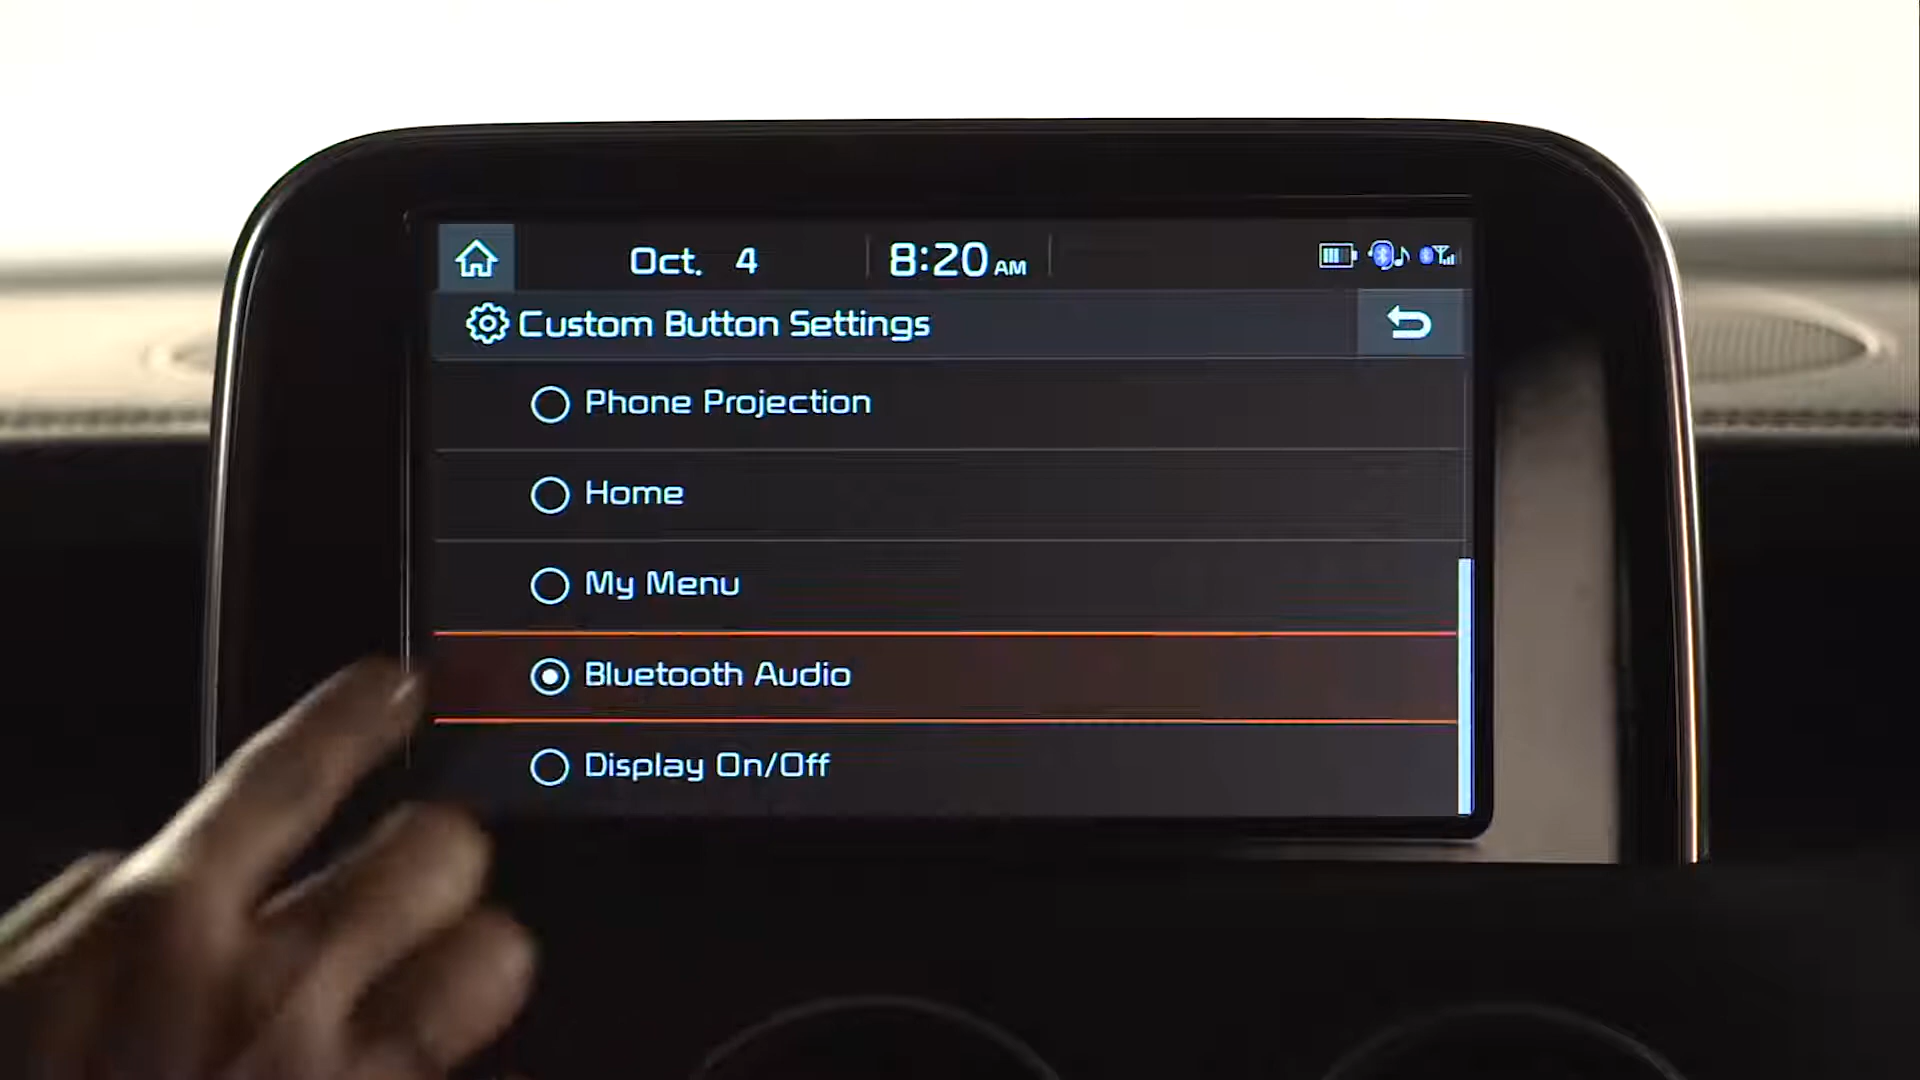 Oct. 4 8:20 AM
Custom Button Settings
Phone Projection
Home
My Menu
Bluetooth Audio
Display On/Off